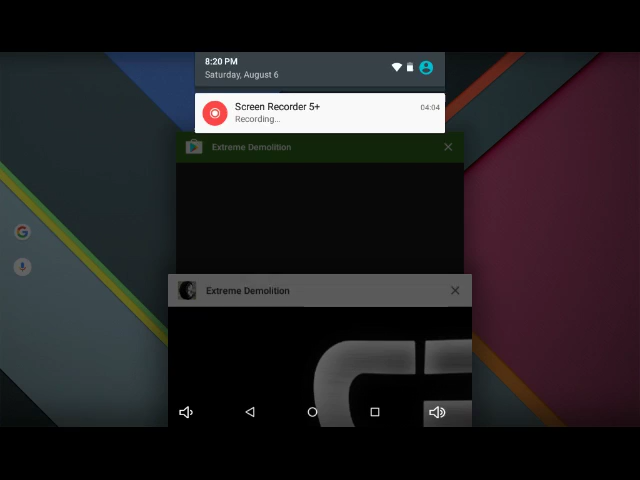 8:20 PM
Saturday, August 6
Screen Recorder 5+
04:04
Recording...
Extreme Demolition
Extreme Demolition